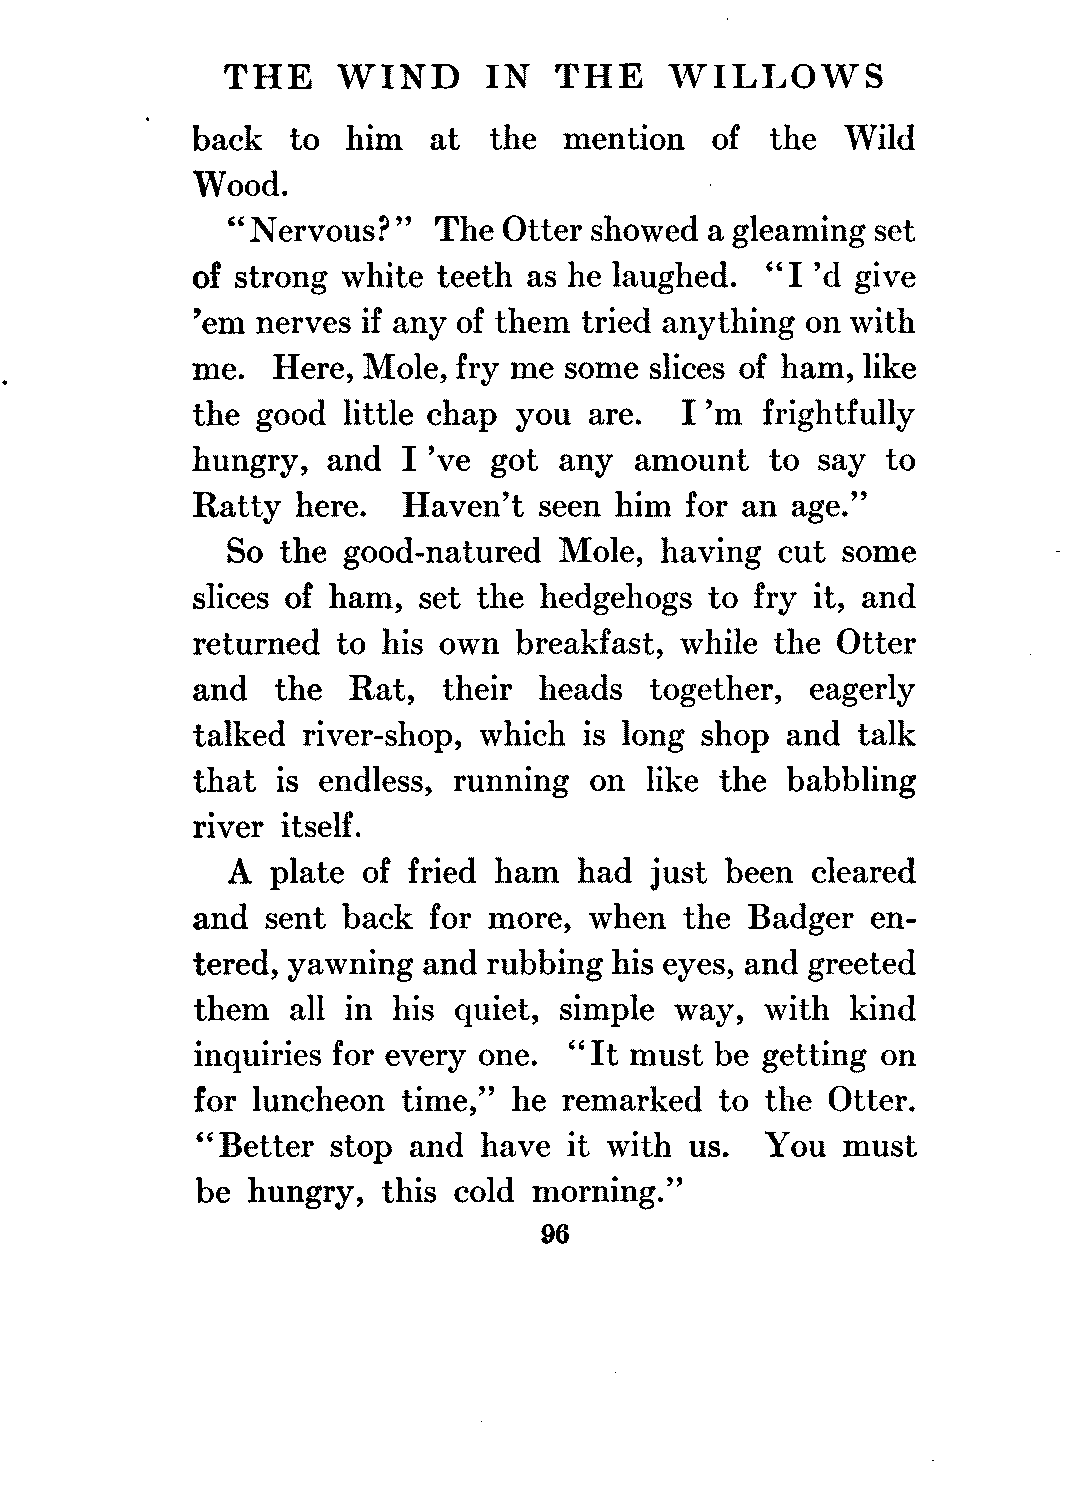 THE WIND IN THE WILLOWS
back to him at the mention of the Wild
Wood.
"Nervous?" The Otter showed a gleaming set
of strong white teeth as he laughed. "I 'd give
'em nerves if any of them tried anything on with
me. Here, Mole, fry me some slices of ham, like
the good little chap you are. I 'm frightfully
hungry, and I 've got any amount to say to
Ratty here. Haven't seen him for an age."
So the good-natured Mole, having cut some
slices of ham, set the hedgehogs to fry it, and
returned to his own breakfast, while the Otter
and the Rat, their heads together, eagerly
talked river-shop, which is long shop and talk
that is endless, running on like the babbling
river itself.
A plate of fried ham had just been cleared
and sent back for more, when the Badger en-
tered, yawning and rubbing his eyes, and greeted
them all in his quiet, simple way, with kind
inquiries for every one. "It must be getting on
for luncheon time," he remarked to the Otter.
"Better stop and have it with us. You must
be hungry, this cold morning."
96